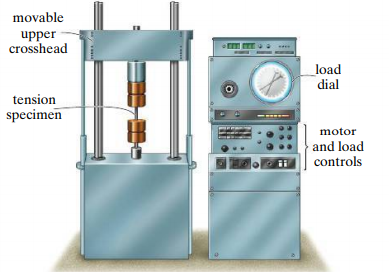 movable
upper
crosshead
tension
specimen
load
dial
motor
and load
controls